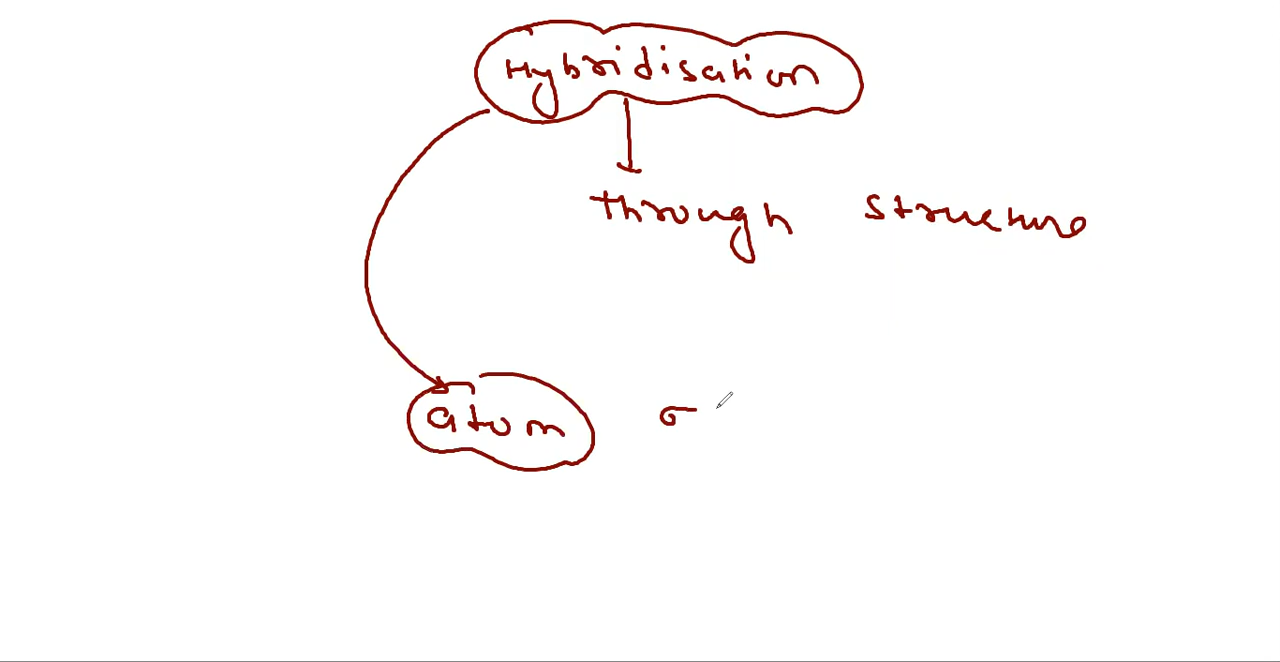 Hybridisation
through structure
atom σ